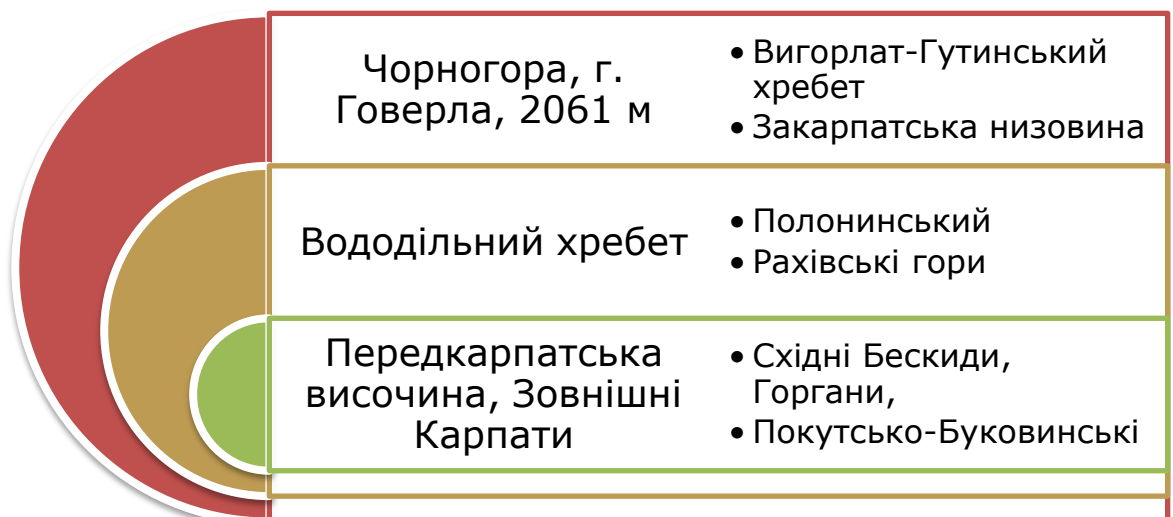 Чорногора, г.
Говерла, 2061 м
• Вигорлат-Гутинський
хребет
• Закарпатська низовина
Вододільний хребет
• Полонинський
• Рахівські гори
Передкарпатська
височина, Зовнішні
Карпати
• Східні Бескиди,
Горгани,
• Покутсько-Буковинські